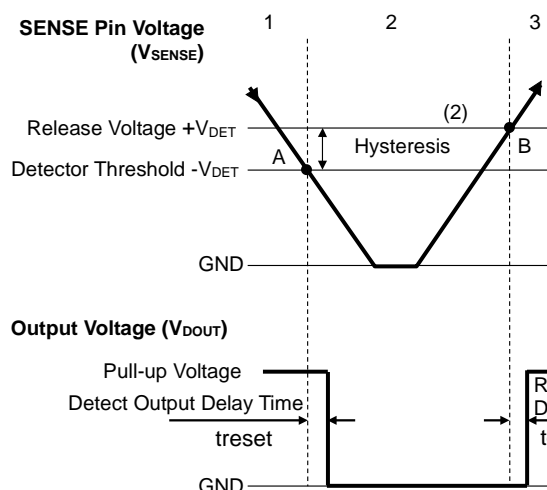 1 2 3
SENSE Pin Voltage
(VSENSE)
(2)
Release Voltage +VDET
Hysteresis
A
B
Detector Threshold -VDET
GND
Output Voltage (VDOUT)
Pull-up Voltage
R
Detect Output Delay Time
D
treset
t
GND